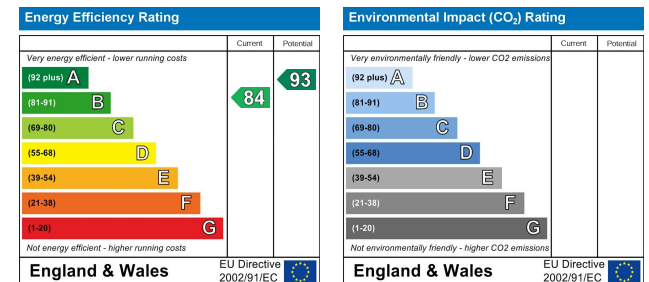 Energy Efficiency Rating
Current Potential
Very energy efficient - lower running costs
(92 plus) A
(81-91) B
(69-80) C
(55-68) D
(39-54) E
(21-38) F
(1-20) G
84
93
Not energy efficient - higher running costs
England & Wales
EU Directive
2002/91/EC
Environmental Impact (CO₂) Rating
Current Potential
Very environmentally friendly - lower CO2 emissions
(92 plus) A
(81-91) B
(69-80) C
(55-68) D
(39-54) E
(21-38) F
(1-20) G
Not environmentally friendly - higher CO2 emissions
England & Wales
EU Directive
2002/91/EC